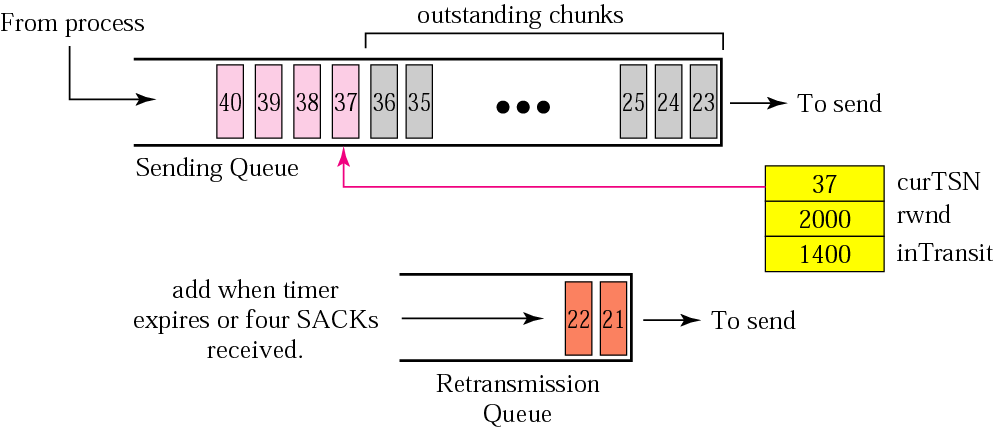 outstanding chunks
From process
40 39 38 37 36 35 ••• 25 24 23
To send
Sending Queue
37 curTSN
2000 rwnd
1400 inTransit
add when timer
expires or four SACKs
received.
22 21
To send
Retransmission
Queue